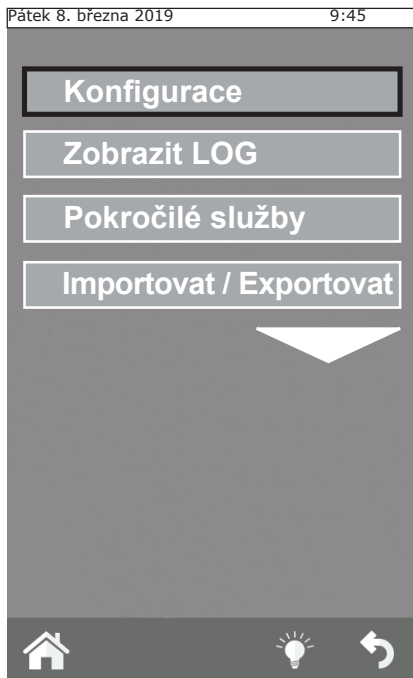 Pátek 8. března 2019 9:45
Konfigurace
Zobrazit LOG
Pokročilé služby
Importovat / Exportovat